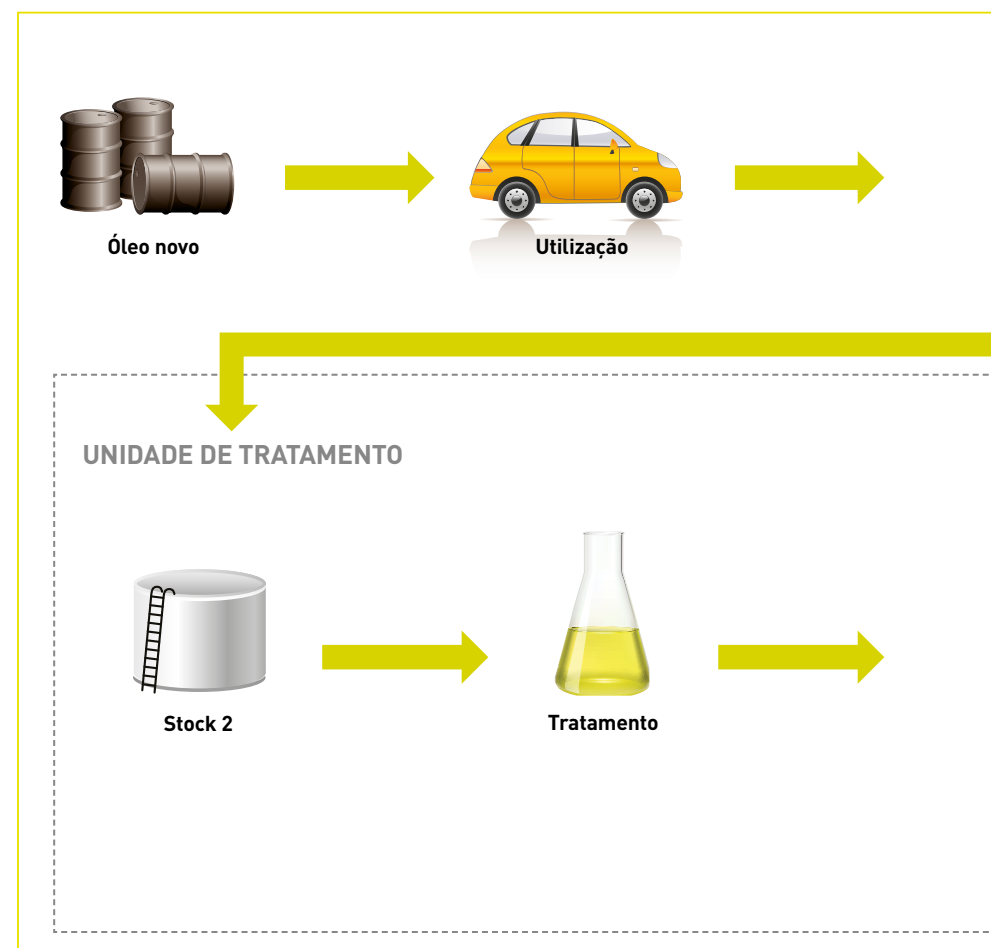 Óleo novo
Utilização
UNIDADE DE TRATAMENTO
Stock 2
Tratamento